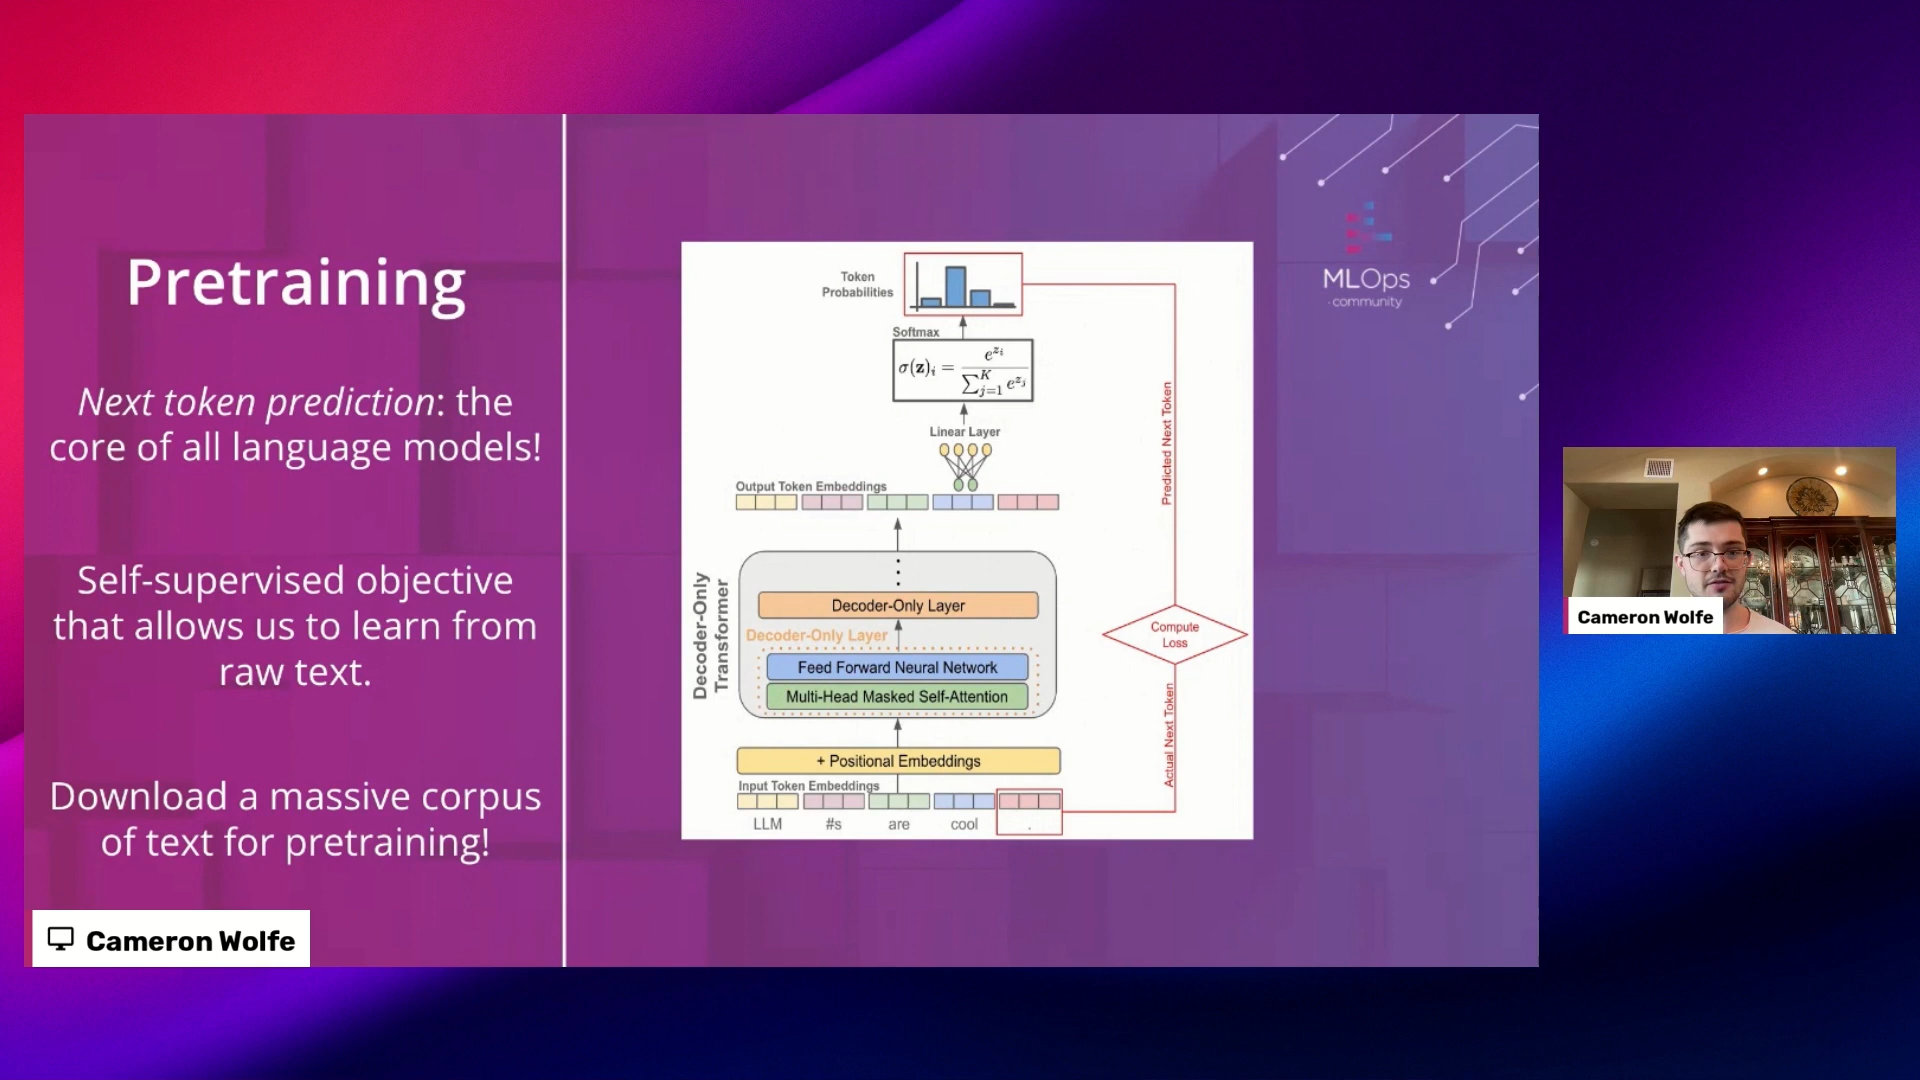 Pretraining
Next token prediction: the
core of all language models!
Self-supervised objective
that allows us to learn from
raw text.
Download a massive corpus
of text for pretraining!
Cameron Wolfe
Token
Probabilities
Softmax
σ(z)ᵢ = e^{zᵢ} / ∑_{j=1}^{K} e^{zⱼ}
Linear Layer
Output Token Embeddings
Decoder-Only
Transformer
Decoder-Only Layer
Decoder-Only Layer
Feed Forward Neural Network
Multi-Head Masked Self-Attention
+ Positional Embeddings
Input Token Embeddings
LLM #s are cool .
Predicted Next Token
Compute
Loss
Actual Next Token
MLOps
community
Cameron Wolfe